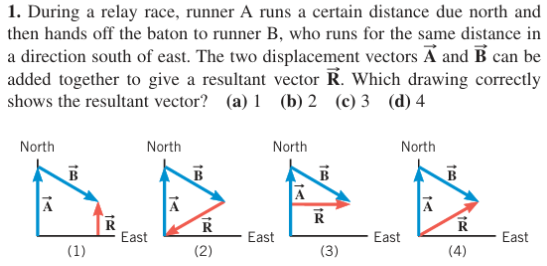 1. During a relay race, runner A runs a certain distance due north and
then hands off the baton to runner B, who runs for the same distance in
a direction south of east. The two displacement vectors A⃗ and B⃗ can be
added together to give a resultant vector R⃗. Which drawing correctly
shows the resultant vector? (a) 1 (b) 2 (c) 3 (d) 4
North North North North
B⃗ B⃗ B⃗ B⃗
A⃗ A⃗ A⃗ A⃗
R⃗ R⃗ R⃗ R⃗
East East East East
(1) (2) (3) (4)